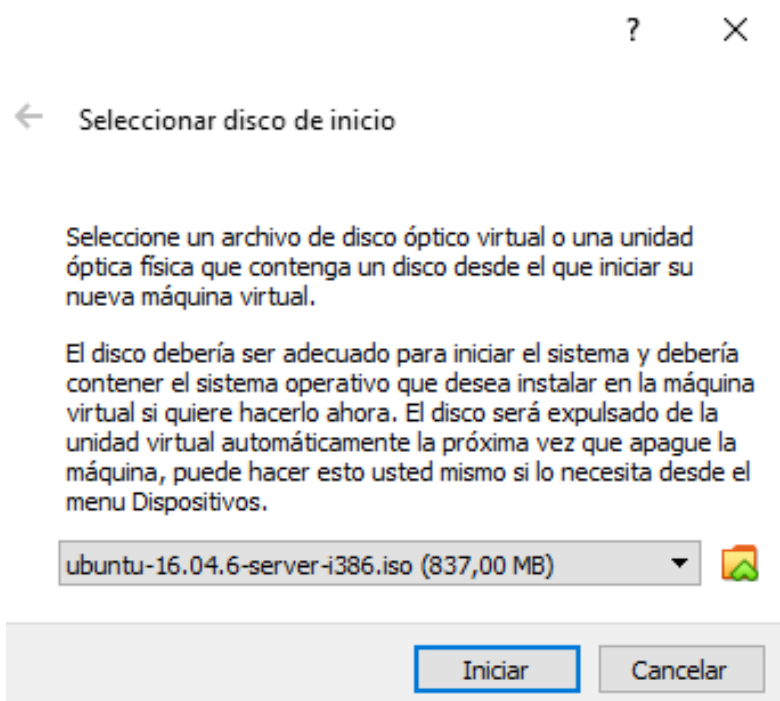 ?
Seleccionar disco de inicio
Seleccione un archivo de disco óptico virtual o una unidad
óptica física que contenga un disco desde el que iniciar su
nueva máquina virtual.
El disco debería ser adecuado para iniciar el sistema y debería
contener el sistema operativo que desea instalar en la máquina
virtual si quiere hacerlo ahora. El disco será expulsado de la
unidad virtual automáticamente la próxima vez que apague la
máquina, puede hacer esto usted mismo si lo necesita desde el
menu Dispositivos.
ubuntu-16.04.6-server-i386.iso (837,00 MB)
Iniciar Cancelar